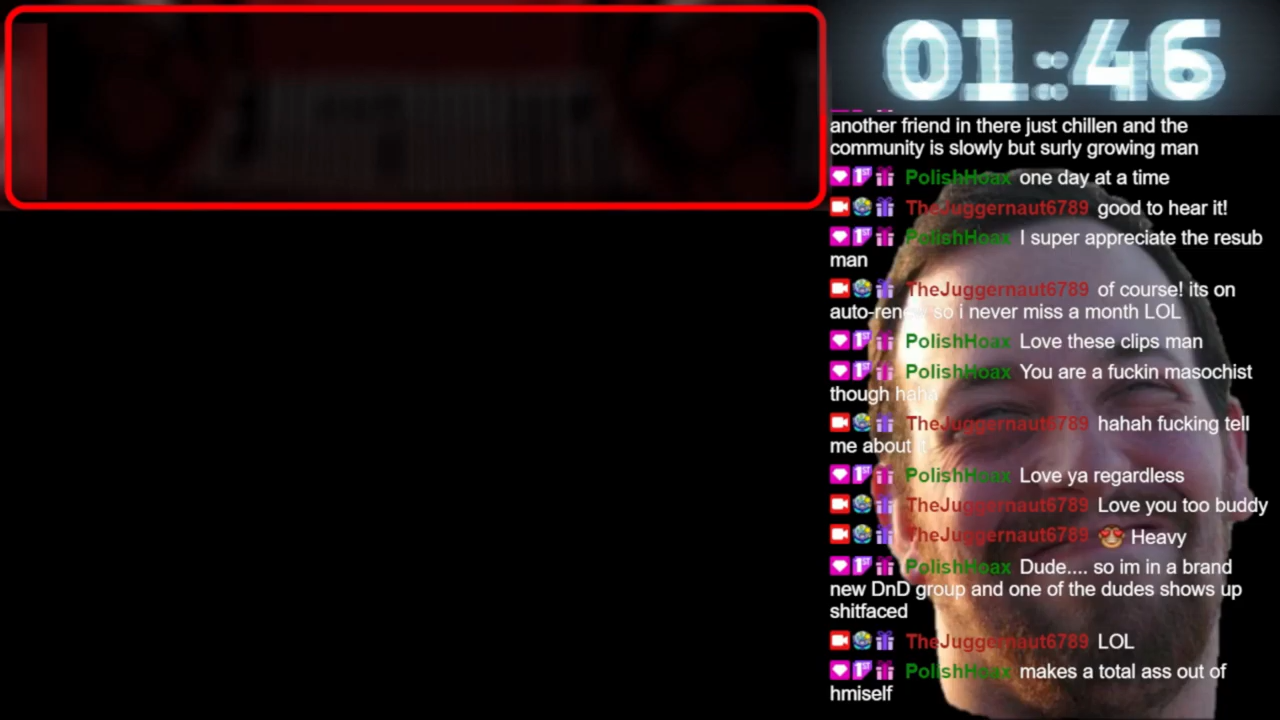 01:46
another friend in there just chillen and the
community is slowly but surly growing man
PolishHoax one day at a time
TheJuggernaut6789 good to hear it!
PolishHoax I super appreciate the resub
man
TheJuggernaut6789 of course! its on
auto-renew so i never miss a month LOL
PolishHoax Love these clips man
PolishHoax You are a fuckin masochist
though haha
TheJuggernaut6789 hahah fucking tell
me about it
PolishHoax Love ya regardless
TheJuggernaut6789 Love you too buddy
TheJuggernaut6789 😍 Heavy
PolishHoax Dude.... so im in a brand
new DnD group and one of the dudes shows up
shitfaced
TheJuggernaut6789 LOL
PolishHoax makes a total ass out of
hmiself